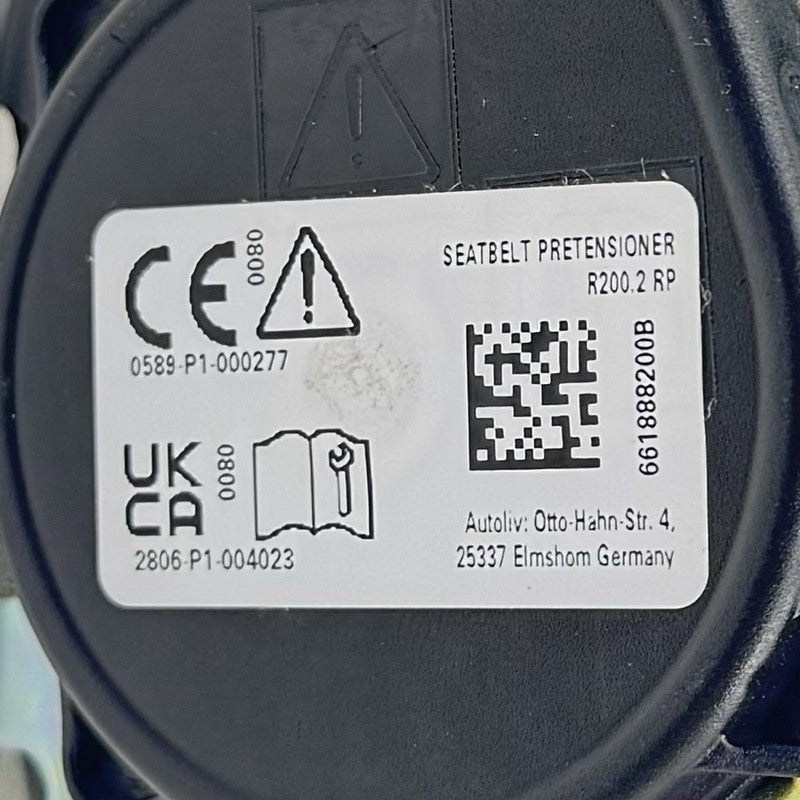 CE 0080
0589-P1-000277
UK
CA 0080
2806-P1-004023
SEATBELT PRETENSIONER
R200.2 RP
661888200B
Autoliv: Otto-Hahn-Str. 4,
25337 Elmshom Germany